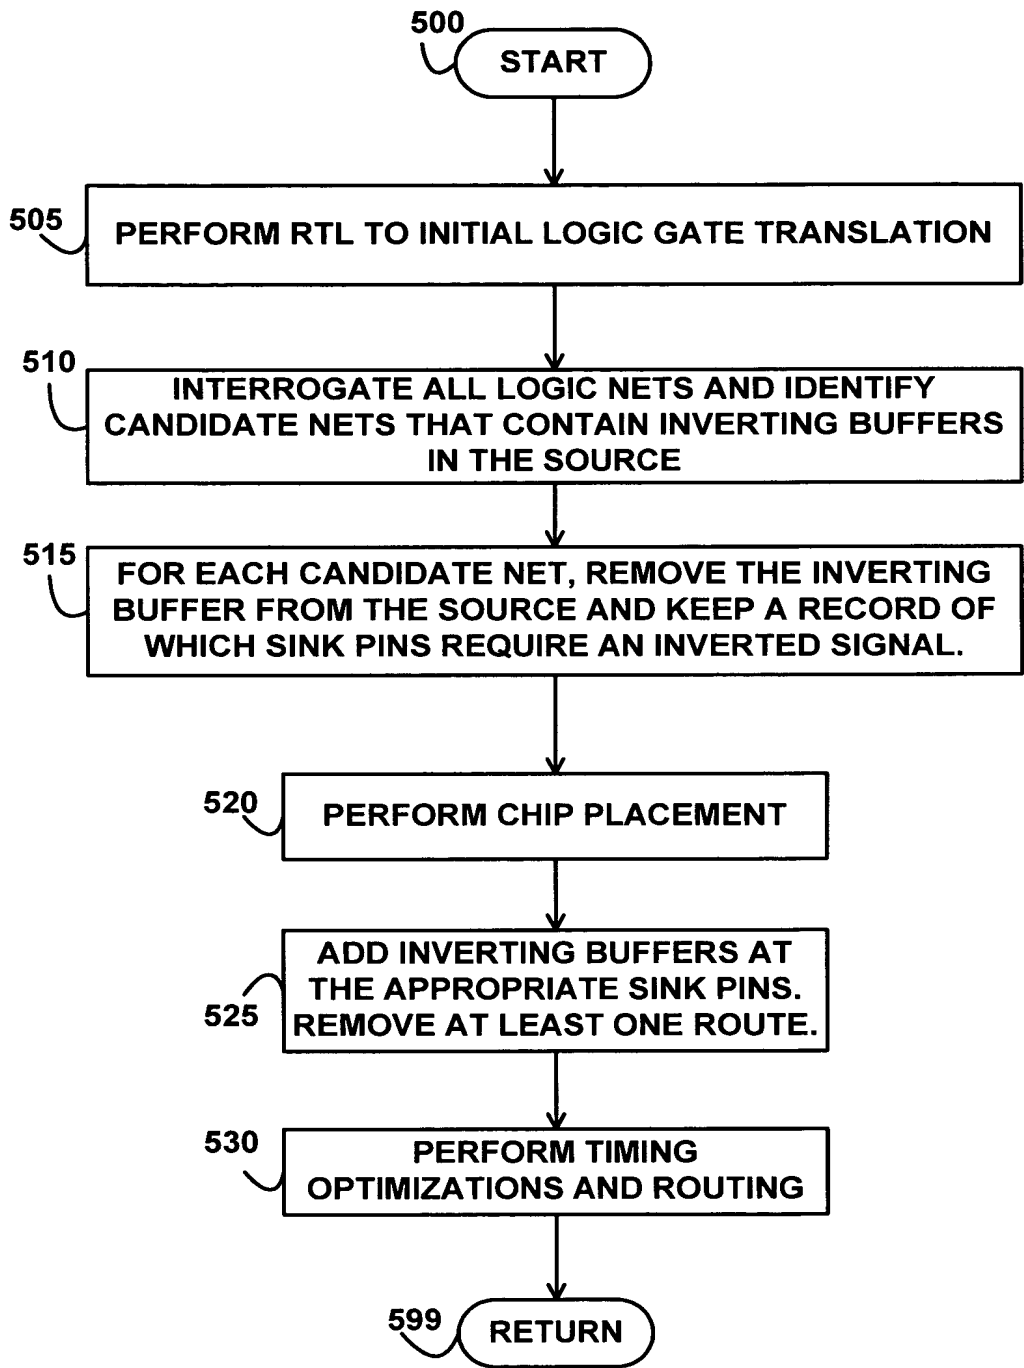 500
START
505
PERFORM RTL TO INITIAL LOGIC GATE TRANSLATION
510
INTERROGATE ALL LOGIC NETS AND IDENTIFY
CANDIDATE NETS THAT CONTAIN INVERTING BUFFERS
IN THE SOURCE
515
FOR EACH CANDIDATE NET, REMOVE THE INVERTING
BUFFER FROM THE SOURCE AND KEEP A RECORD OF
WHICH SINK PINS REQUIRE AN INVERTED SIGNAL.
520
PERFORM CHIP PLACEMENT
525
ADD INVERTING BUFFERS AT
THE APPROPRIATE SINK PINS.
REMOVE AT LEAST ONE ROUTE.
530
PERFORM TIMING
OPTIMIZATIONS AND ROUTING
599
RETURN